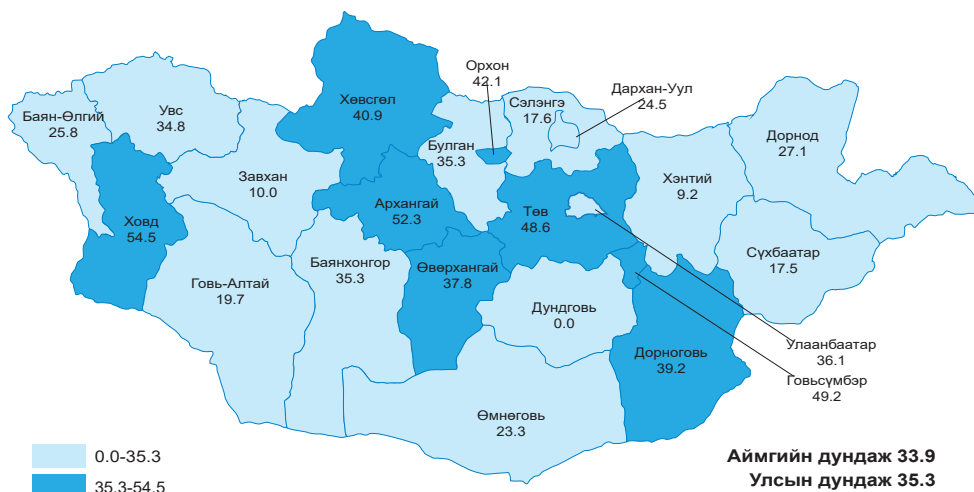 Орхон
42.1
Дархан-Уул
24.5
Сэлэнгэ
17.6
Хөвсгөл
40.9
Увс
34.8
Баян-Өлгий
25.8
Булган
35.3
Дорнод
27.1
Завхан
10.0
Хэнтий
9.2
Архангай
52.3
Төв
48.6
Ховд
54.5
Сүхбаатар
17.5
Баянхонгор
35.3
Өвөрхангай
37.8
Говь-Алтай
19.7
Дундговь
0.0
Улаанбаатар
36.1
Дорноговь
39.2
Говьсүмбэр
49.2
Өмнөговь
23.3
0.0-35.3
35.3-54.5
Аймгийн дундаж 33.9
Улсын дундаж 35.3